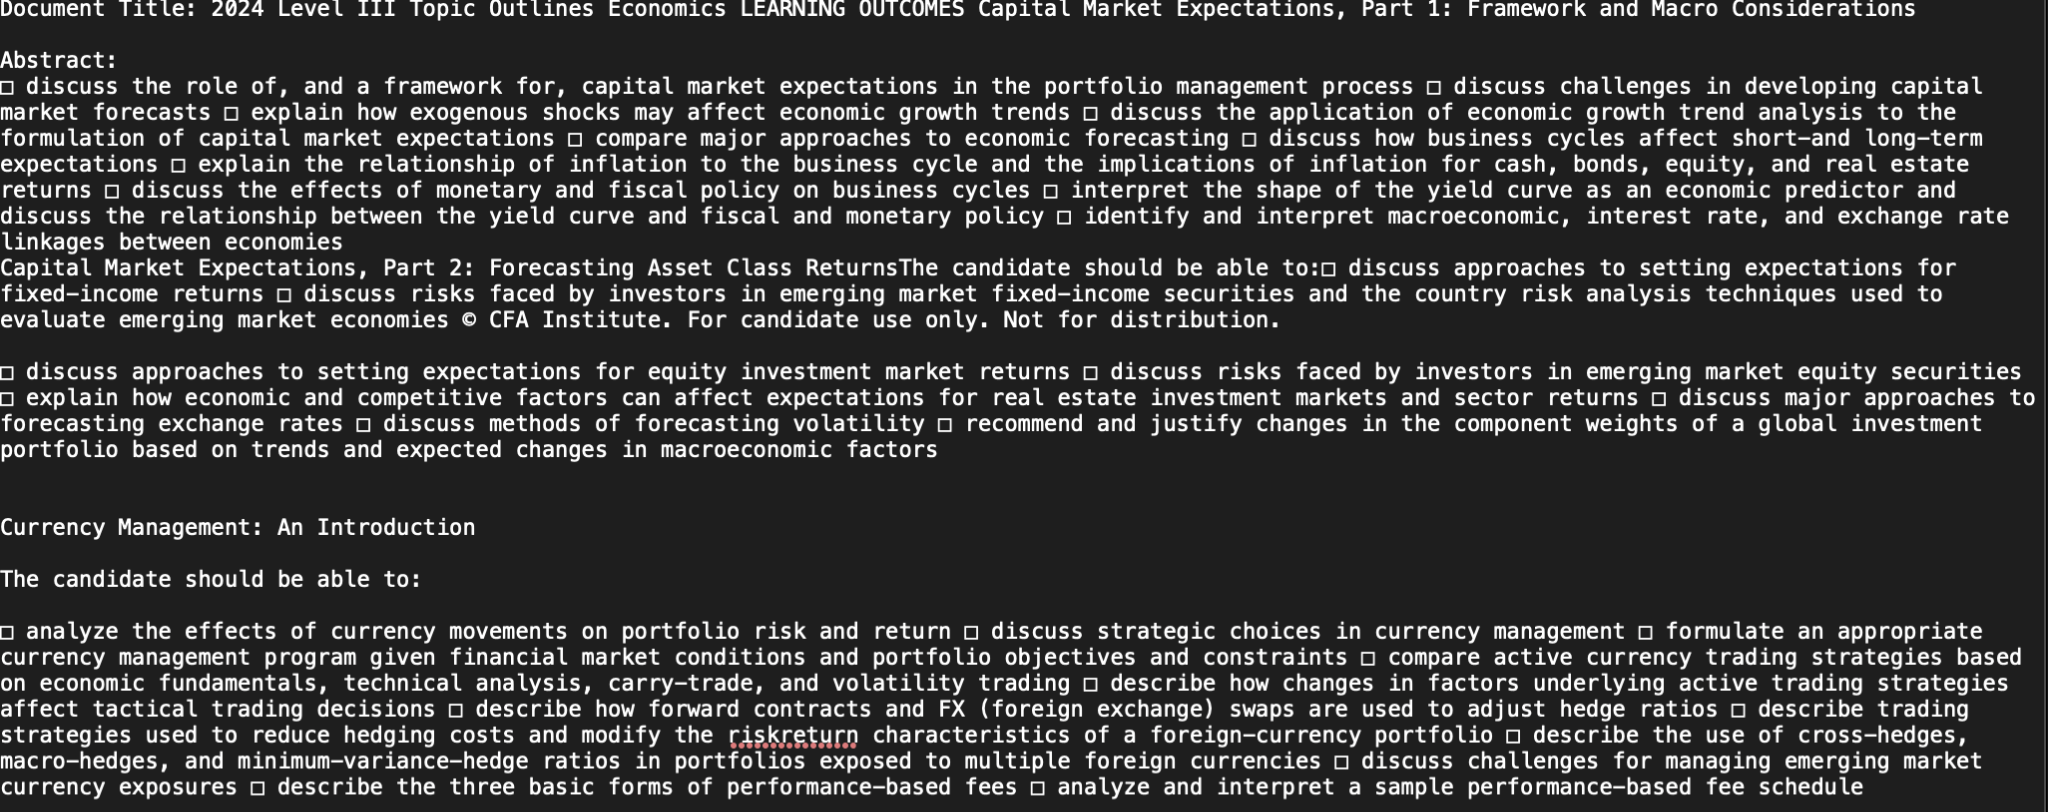 Document Title: 2024 Level III Topic Outlines Economics LEARNING OUTCOMES Capital Market Expectations, Part 1: Framework and Macro Considerations
Abstract:
□ discuss the role of, and a framework for, capital market expectations in the portfolio management process □ discuss challenges in developing capital
market forecasts □ explain how exogenous shocks may affect economic growth trends □ discuss the application of economic growth trend analysis to the
formulation of capital market expectations □ compare major approaches to economic forecasting □ discuss how business cycles affect short-and long-term
expectations □ explain the relationship of inflation to the business cycle and the implications of inflation for cash, bonds, equity, and real estate
returns □ discuss the effects of monetary and fiscal policy on business cycles □ interpret the shape of the yield curve as an economic predictor and
discuss the relationship between the yield curve and fiscal and monetary policy □ identify and interpret macroeconomic, interest rate, and exchange rate
linkages between economies
Capital Market Expectations, Part 2: Forecasting Asset Class ReturnsThe candidate should be able to:□ discuss approaches to setting expectations for
fixed-income returns □ discuss risks faced by investors in emerging market fixed-income securities and the country risk analysis techniques used to
evaluate emerging market economies © CFA Institute. For candidate use only. Not for distribution.
□ discuss approaches to setting expectations for equity investment market returns □ discuss risks faced by investors in emerging market equity securities
□ explain how economic and competitive factors can affect expectations for real estate investment markets and sector returns □ discuss major approaches to
forecasting exchange rates □ discuss methods of forecasting volatility □ recommend and justify changes in the component weights of a global investment
portfolio based on trends and expected changes in macroeconomic factors
Currency Management: An Introduction
The candidate should be able to:
□ analyze the effects of currency movements on portfolio risk and return □ discuss strategic choices in currency management □ formulate an appropriate
currency management program given financial market conditions and portfolio objectives and constraints □ compare active currency trading strategies based
on economic fundamentals, technical analysis, carry-trade, and volatility trading □ describe how changes in factors underlying active trading strategies
affect tactical trading decisions □ describe how forward contracts and FX (foreign exchange) swaps are used to adjust hedge ratios □ describe trading
strategies used to reduce hedging costs and modify the riskreturn characteristics of a foreign-currency portfolio □ describe the use of cross-hedges,
macro-hedges, and minimum-variance-hedge ratios in portfolios exposed to multiple foreign currencies □ discuss challenges for managing emerging market
currency exposures □ describe the three basic forms of performance-based fees □ analyze and interpret a sample performance-based fee schedule